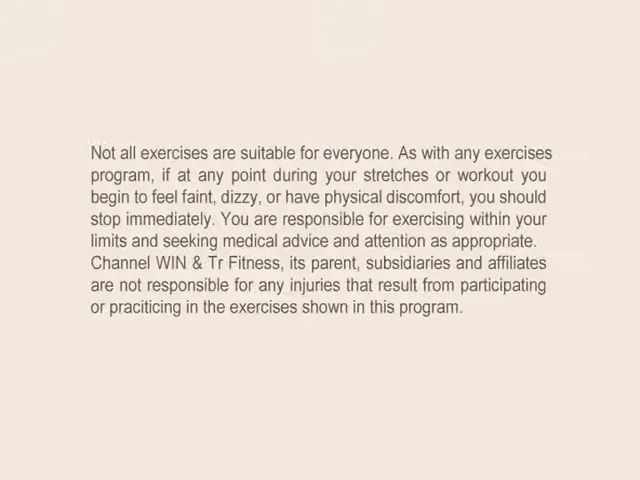 Not all exercises are suitable for everyone. As with any exercises
program, if at any point during your stretches or workout you
begin to feel faint, dizzy, or have physical discomfort, you should
stop immediately. You are responsible for exercising within your
limits and seeking medical advice and attention as appropriate.
Channel WIN & Tr Fitness, its parent, subsidiaries and affiliates
are not responsible for any injuries that result from participating
or praciticing in the exercises shown in this program.